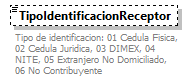 TipoIdentificacionReceptor
Tipo de identificacion: 01 Cedula Fisica,
02 Cedula Juridica, 03 DIMEX, 04
NITE, 05 Extranjero No Domiciliado,
06 No Contribuyente